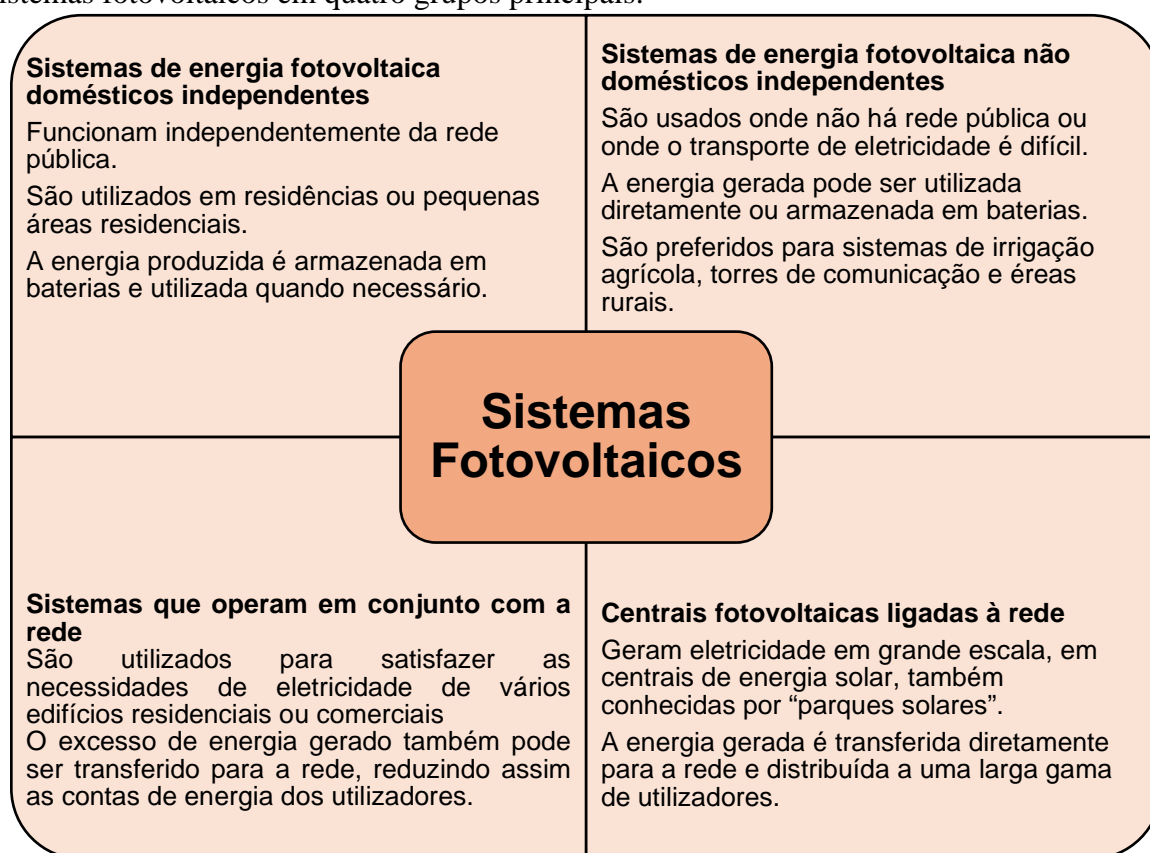 sistemas fotovoltaicos em quatro grupos principais:
Sistemas de energia fotovoltaica
domésticos independentes
Funcionam independentemente da rede
pública.
São utilizados em residências ou pequenas
áreas residenciais.
A energia produzida é armazenada em
baterias e utilizada quando necessário.
Sistemas de energia fotovoltaica não
domésticos independentes
São usados onde não há rede pública ou
onde o transporte de eletricidade é difícil.
A energia gerada pode ser utilizada
diretamente ou armazenada em baterias.
São preferidos para sistemas de irrigação
agrícola, torres de comunicação e éreas
rurais.
Sistemas
Fotovoltaicos
Sistemas que operam em conjunto com a
rede
São utilizados para satisfazer as
necessidades de eletricidade de vários
edifícios residenciais ou comerciais
O excesso de energia gerado também pode
ser transferido para a rede, reduzindo assim
as contas de energia dos utilizadores.
Centrais fotovoltaicas ligadas à rede
Geram eletricidade em grande escala, em
centrais de energia solar, também
conhecidas por “parques solares”.
A energia gerada é transferida diretamente
para a rede e distribuída a uma larga gama
de utilizadores.